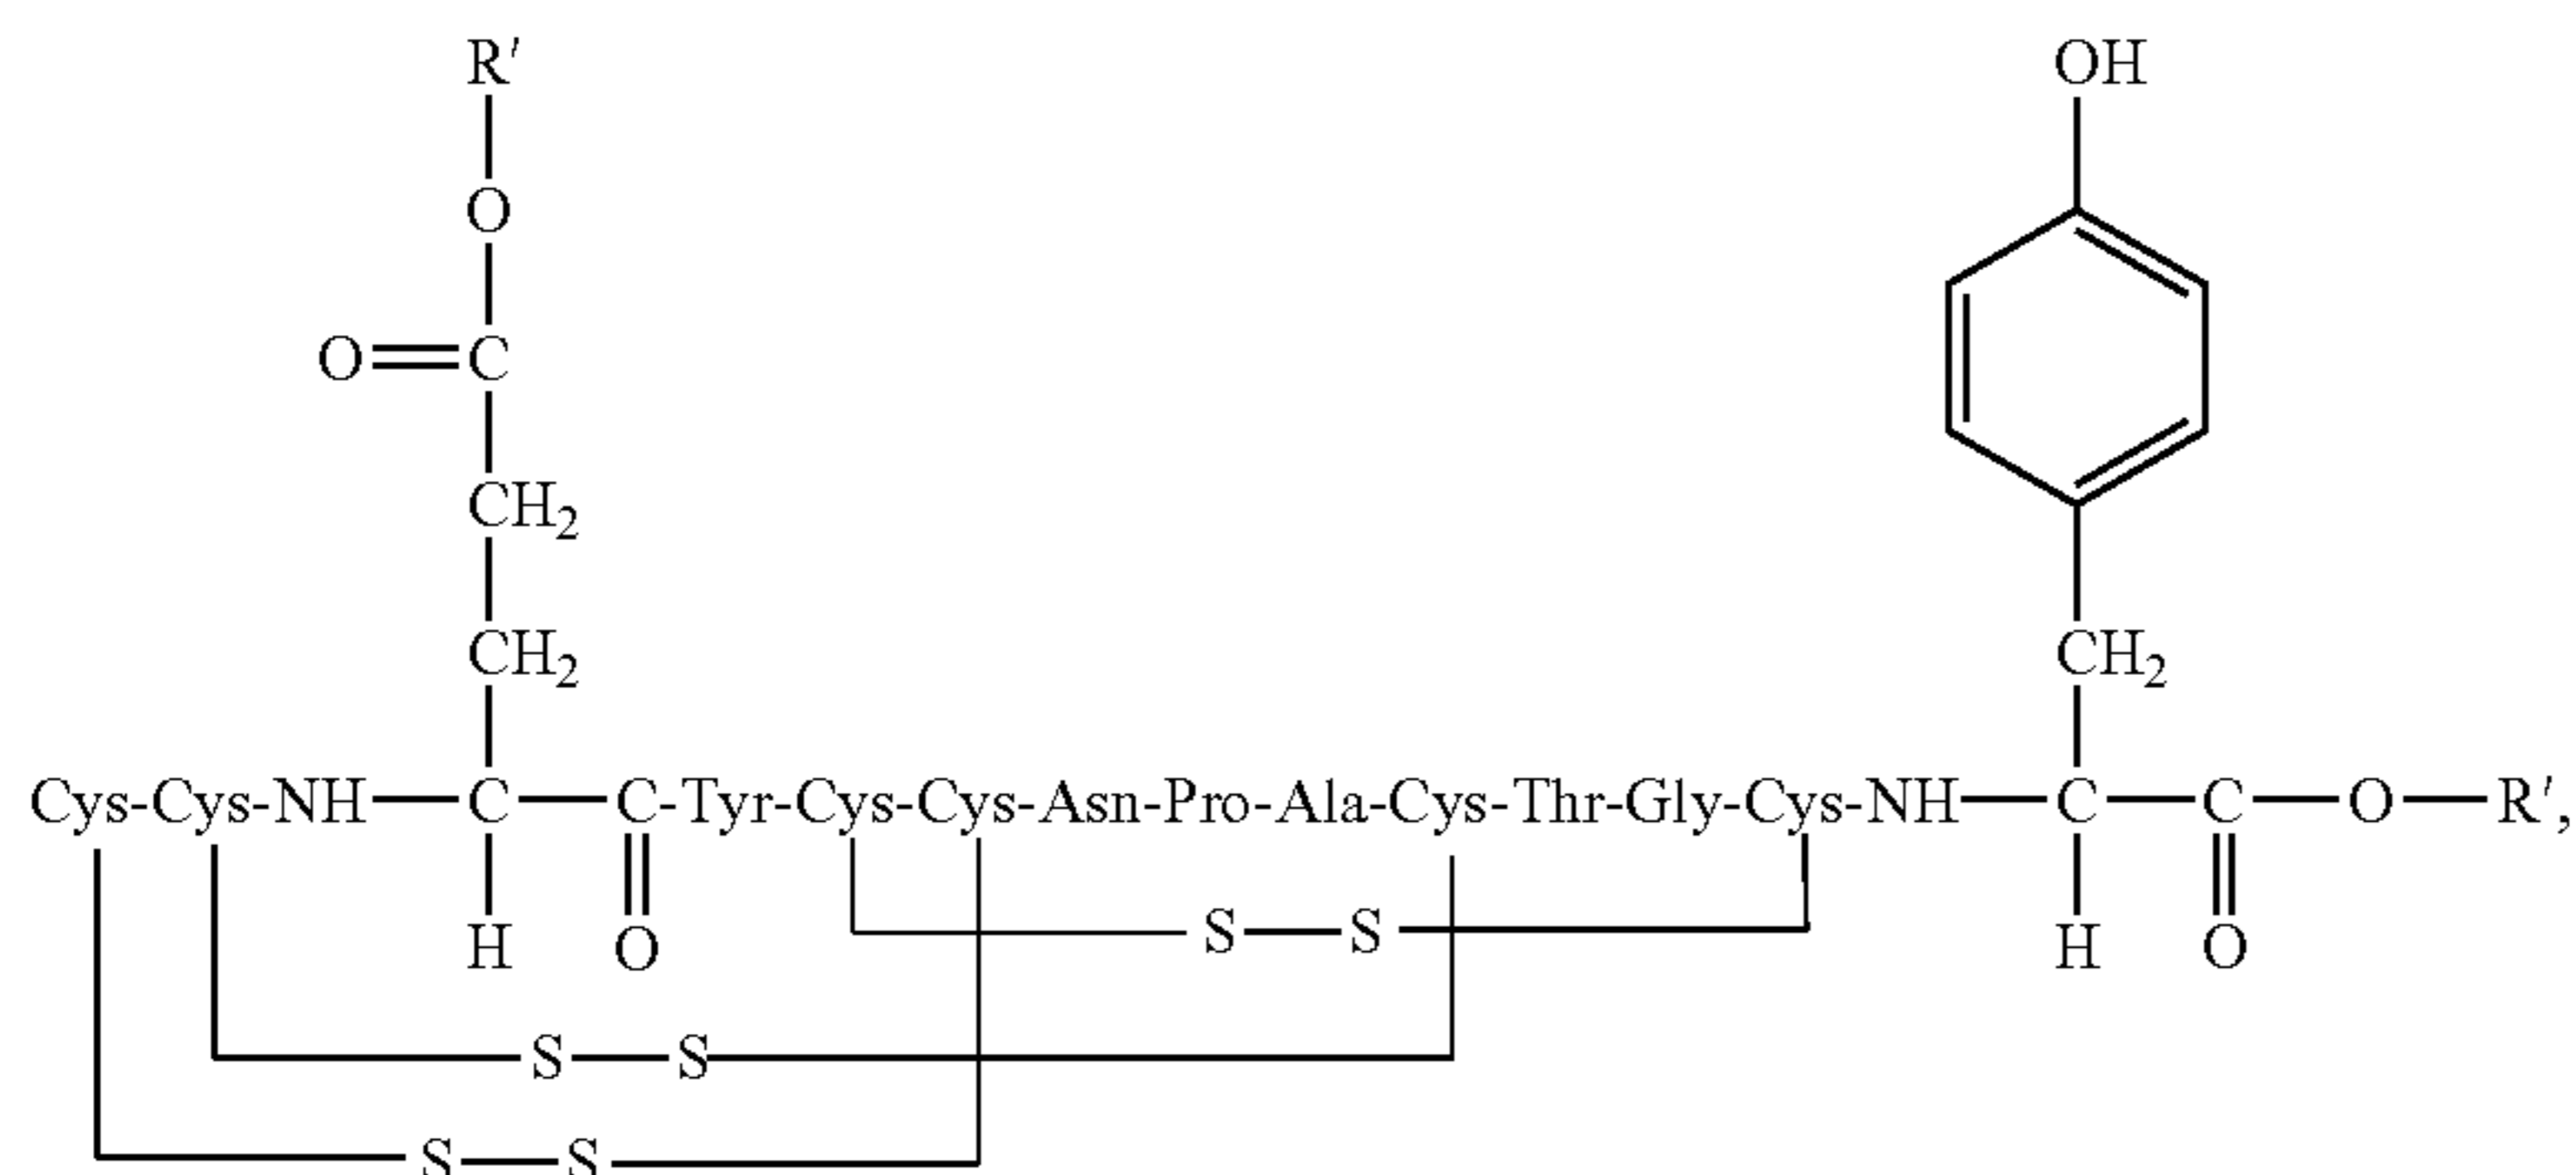 R′ OH
O
O=C
CH₂
CH₂ CH₂
Cys-Cys-NH—C—C-Tyr-Cys-Cys-Asn-Pro-Ala-Cys-Thr-Gly-Cys-NH—C—C—O—R′,
H O S—S H O
S—S
S—S